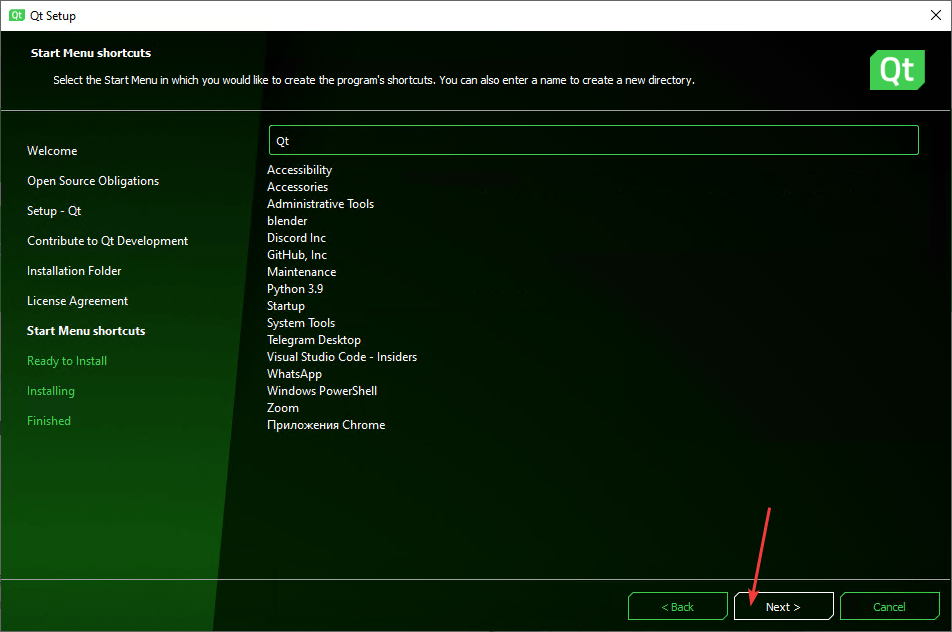 Qt Qt Setup
Start Menu shortcuts
Select the Start Menu in which you would like to create the program's shortcuts. You can also enter a name to create a new directory.
Qt
Welcome
Open Source Obligations
Setup - Qt
Contribute to Qt Development
Installation Folder
License Agreement
Start Menu shortcuts
Ready to Install
Installing
Finished
Qt
Accessibility
Accessories
Administrative Tools
blender
Discord Inc
GitHub, Inc
Maintenance
Python 3.9
Startup
System Tools
Telegram Desktop
Visual Studio Code - Insiders
WhatsApp
Windows PowerShell
Zoom
Приложения Chrome
< Back Next > Cancel